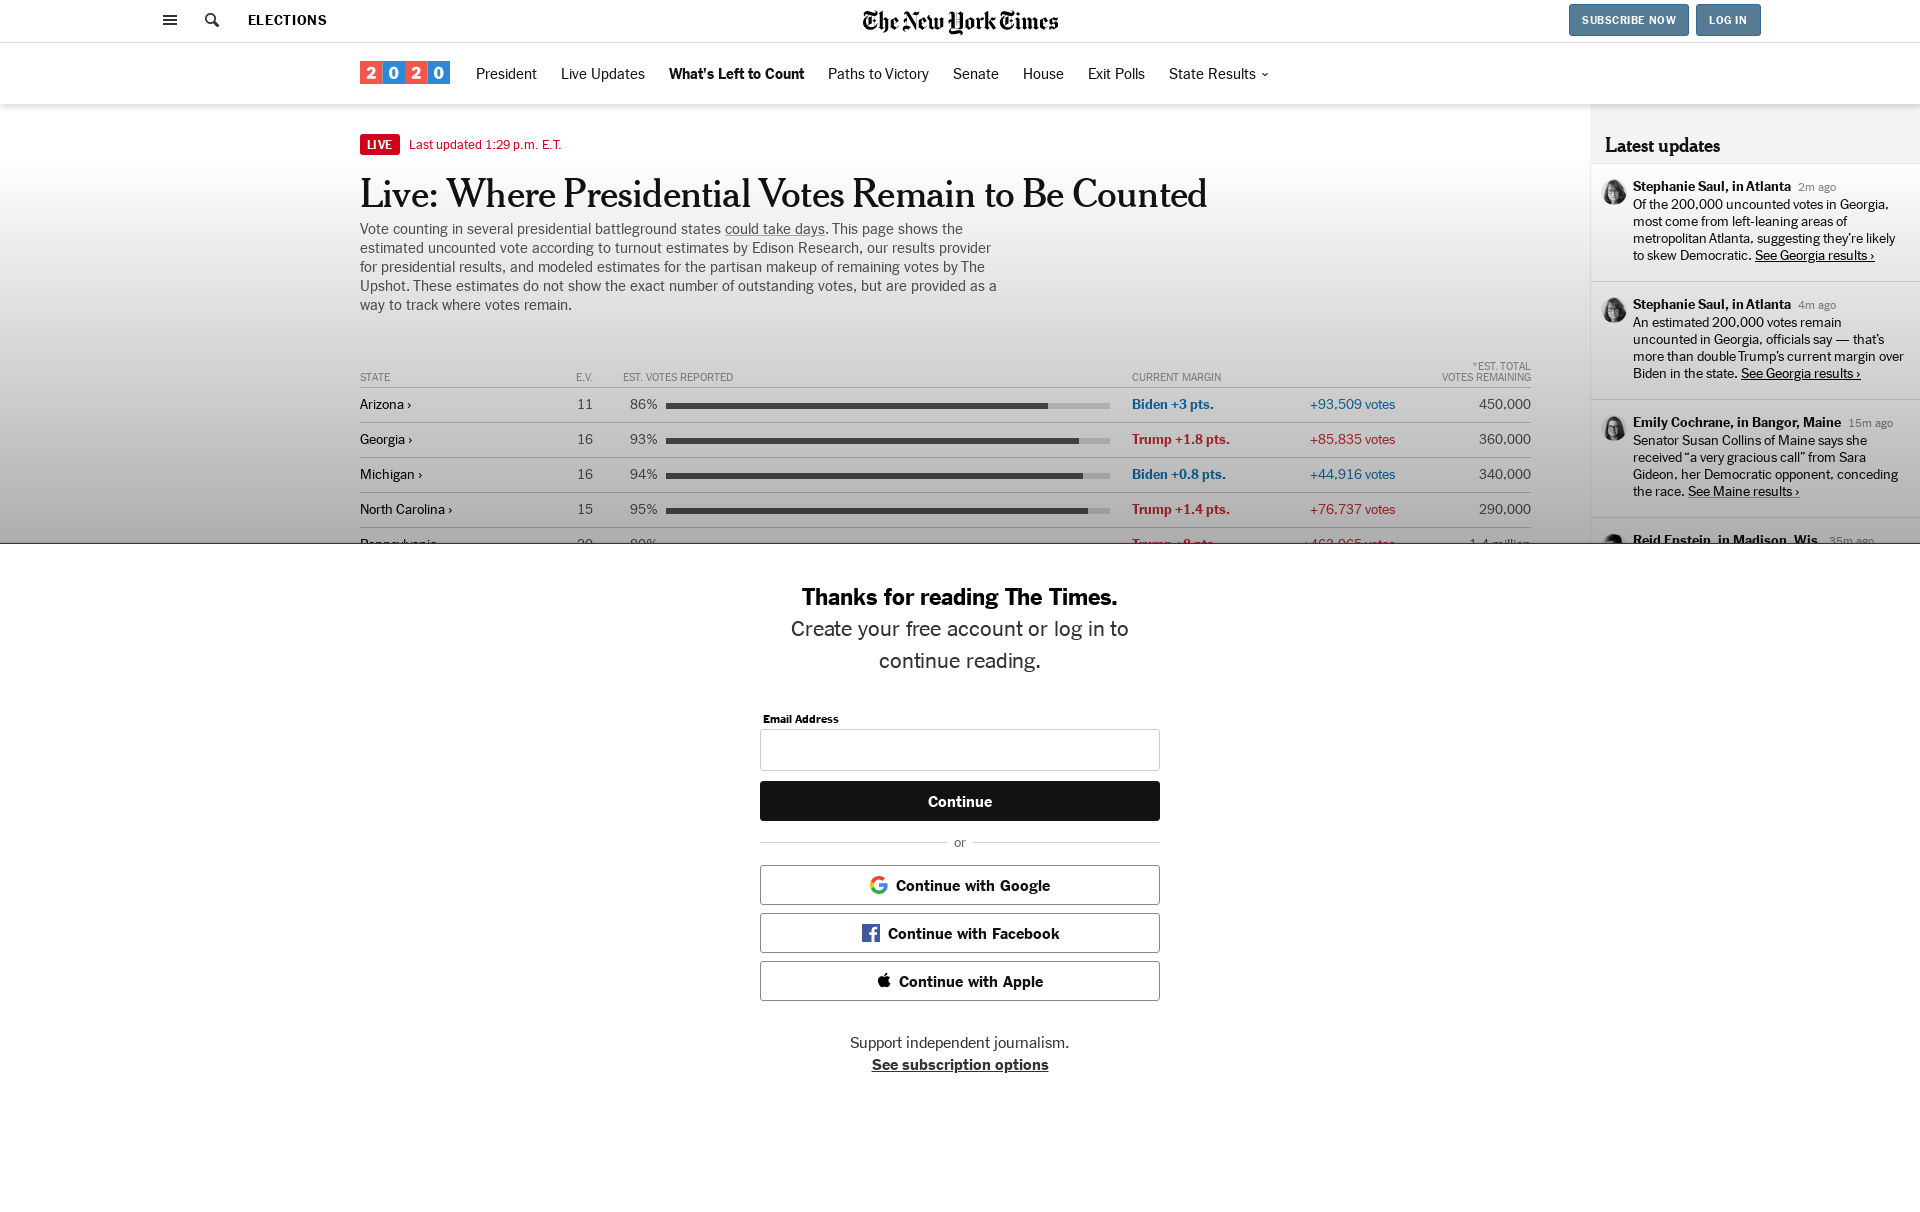 ELECTIONS
The New York Times
SUBSCRIBE NOW
LOG IN
2020
President
Live Updates
What's Left to Count
Paths to Victory
Senate
House
Exit Polls
State Results
LIVE
Last updated 1:29 p.m. E.T.
Live: Where Presidential Votes Remain to Be Counted
Vote counting in several presidential battleground states could take days. This page shows the
estimated uncounted vote according to turnout estimates by Edison Research, our results provider
for presidential results, and modeled estimates for the partisan makeup of remaining votes by The
Upshot. These estimates do not show the exact number of outstanding votes, but are provided as a
way to track where votes remain.
STATE E.V. EST. VOTES REPORTED CURRENT MARGIN *EST. TOTAL
VOTES REMAINING
Arizona › 11 86% Biden +3 pts. +93,509 votes 450,000
Georgia › 16 93% Trump +1.8 pts. +85,835 votes 360,000
Michigan › 16 94% Biden +0.8 pts. +44,916 votes 340,000
North Carolina › 15 95% Trump +1.4 pts. +76,737 votes 290,000
Latest updates
Stephanie Saul, in Atlanta 2m ago
Of the 200,000 uncounted votes in Georgia,
most come from left-leaning areas of
metropolitan Atlanta, suggesting they're likely
to skew Democratic. See Georgia results ›
Stephanie Saul, in Atlanta 4m ago
An estimated 200,000 votes remain
uncounted in Georgia, officials say — that's
more than double Trump's current margin over
Biden in the state. See Georgia results ›
Emily Cochrane, in Bangor, Maine 15m ago
Senator Susan Collins of Maine says she
received "a very gracious call" from Sara
Gideon, her Democratic opponent, conceding
the race. See Maine results ›
Reid Epstein, in Madison, Wis. 35m ago
Thanks for reading The Times.
Create your free account or log in to
continue reading.
Email Address
Continue
or
Continue with Google
Continue with Facebook
Continue with Apple
Support independent journalism.
See subscription options